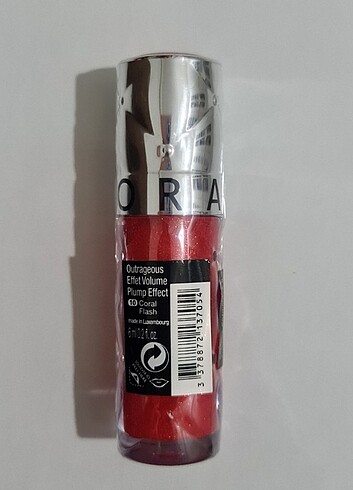 ORA
Outrageous
Effet Volume
Plump Effect
10 Coral
Flash
made in Luxembourg
6 ml 0.2 fl.oz.
3 378872 137054